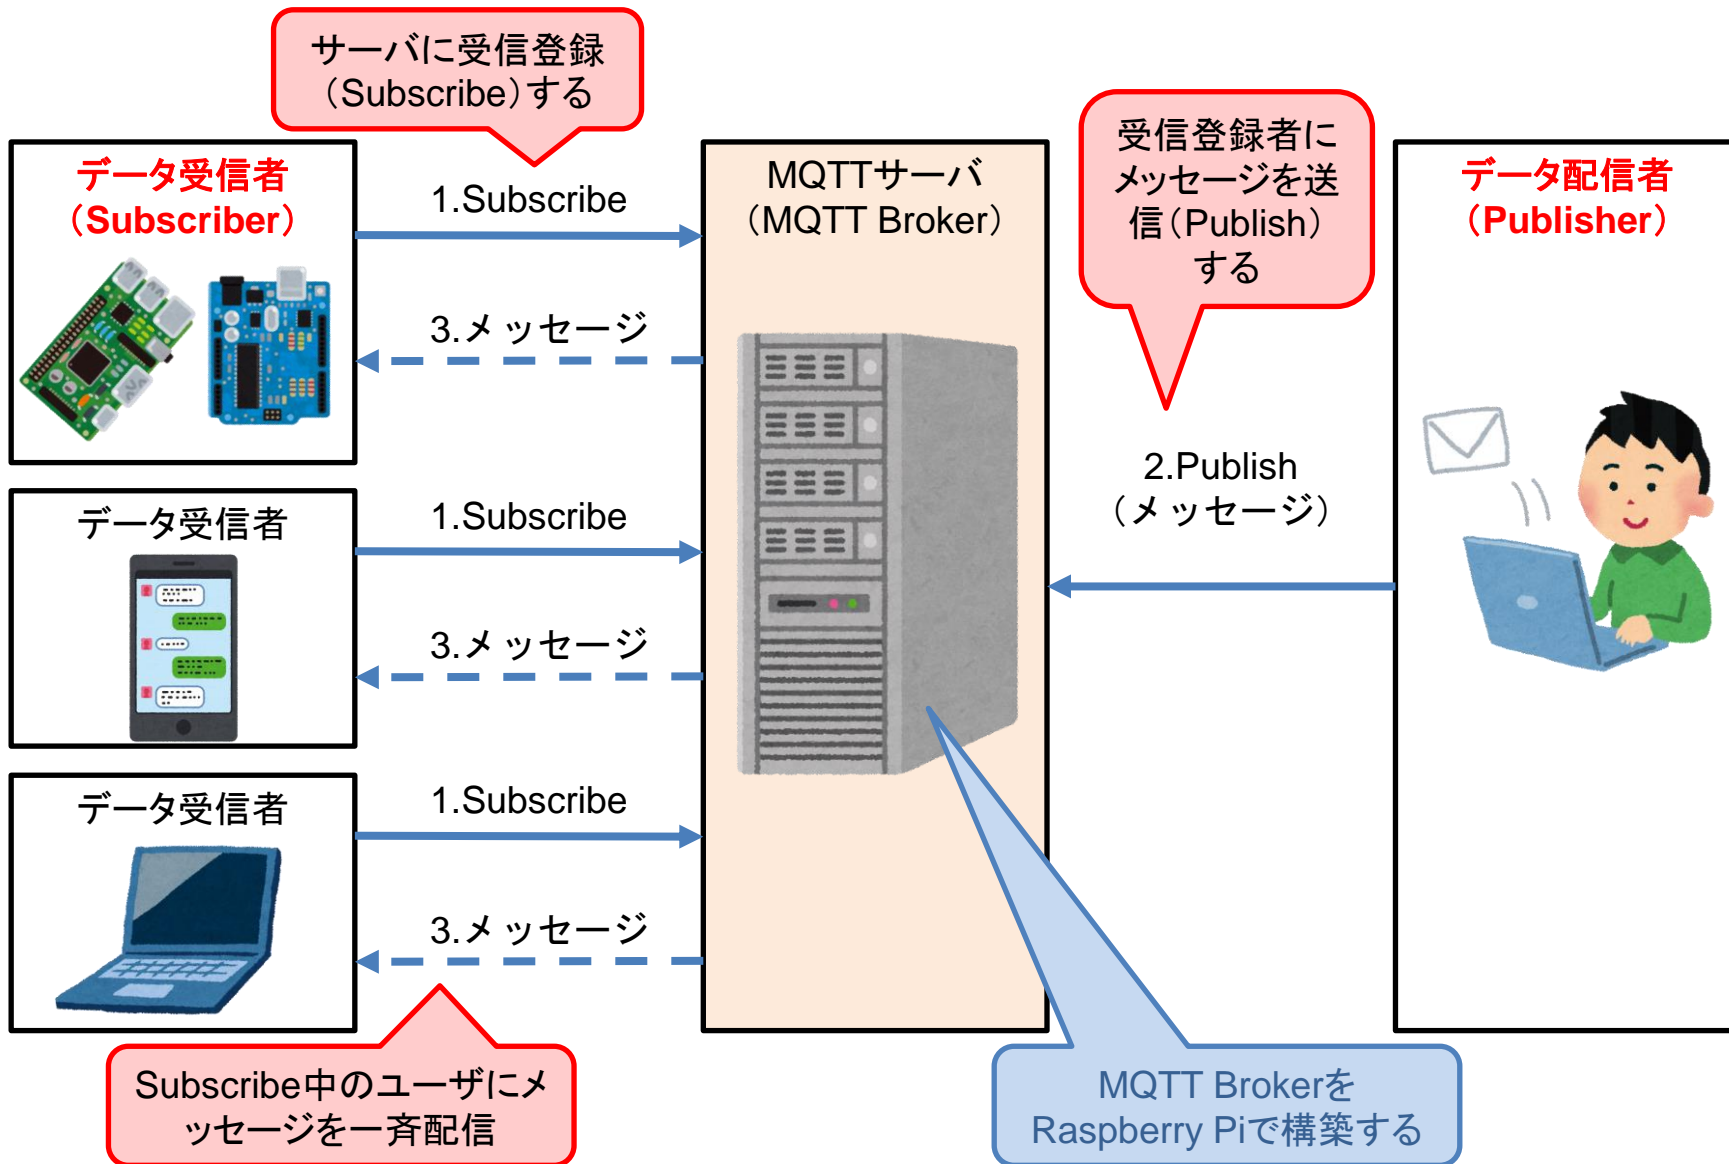 サーバに受信登録
（Subscribe）する
受信登録者に
メッセージを送
信（Publish）
する
データ受信者
（Subscriber）
1.Subscribe
3.メッセージ
MQTTサーバ
（MQTT Broker）
データ配信者
（Publisher）
2.Publish
（メッセージ）
データ受信者
1.Subscribe
3.メッセージ
データ受信者
1.Subscribe
3.メッセージ
Subscribe中のユーザにメ
ッセージを一斉配信
MQTT Brokerを
Raspberry Piで構築する